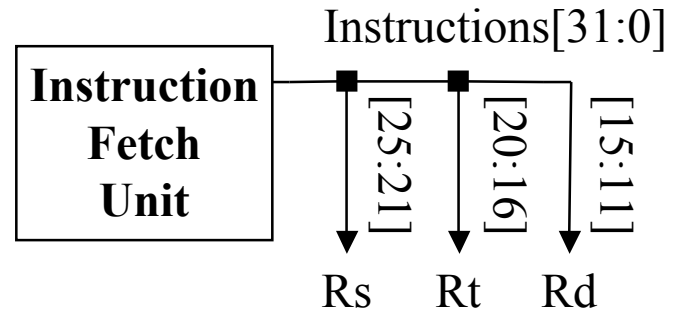 Instructions[31:0]
Instruction
Fetch
Unit
[25:21]
[20:16]
[15:11]
Rs
Rt
Rd